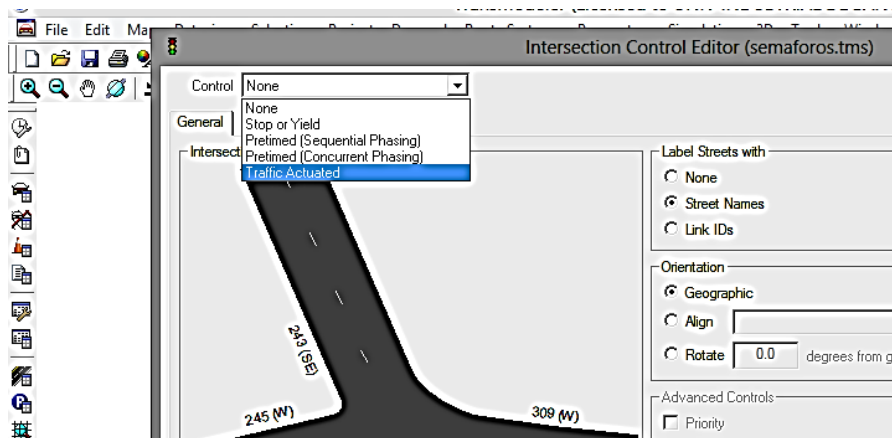 File Edit
Intersection Control Editor (semaforos.tms)
Control None
None
Stop or Yield
Pretimed (Sequential Phasing)
Pretimed (Concurrent Phasing)
Traffic Actuated
General
Label Streets with
None
Street Names
Link IDs
Orientation
Geographic
Align
Rotate 0.0 degrees from
Advanced Controls
Priority
243 (SE)
245 (W)
309 (W)